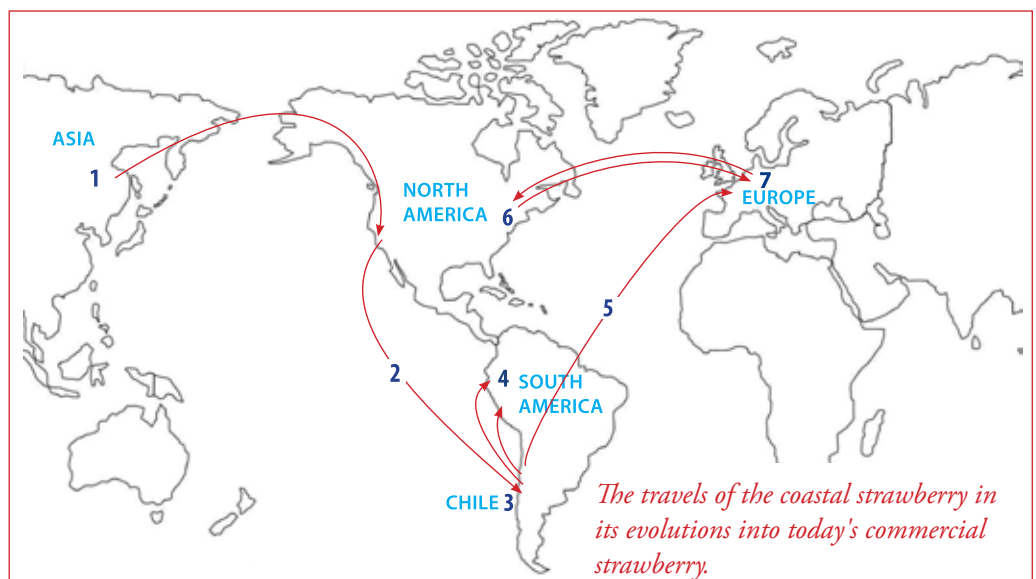 ASIA
1
NORTH
AMERICA
6
7
EUROPE
5
2
4
SOUTH
AMERICA
CHILE 3
The travels of the coastal strawberry in
its evolutions into today's commercial
strawberry.